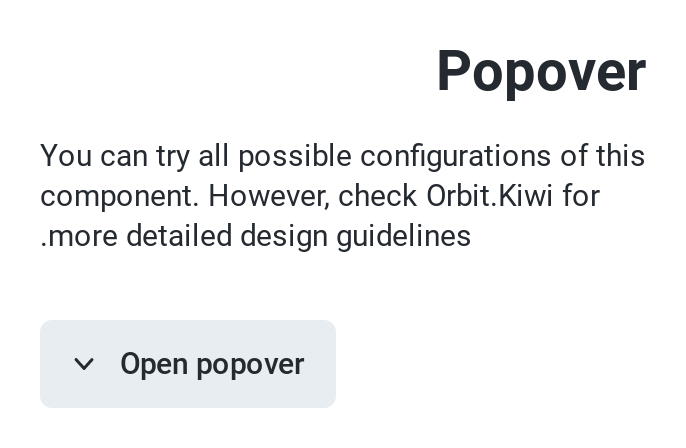 Popover
You can try all possible configurations of this
component. However, check Orbit.Kiwi for
.more detailed design guidelines
Open popover